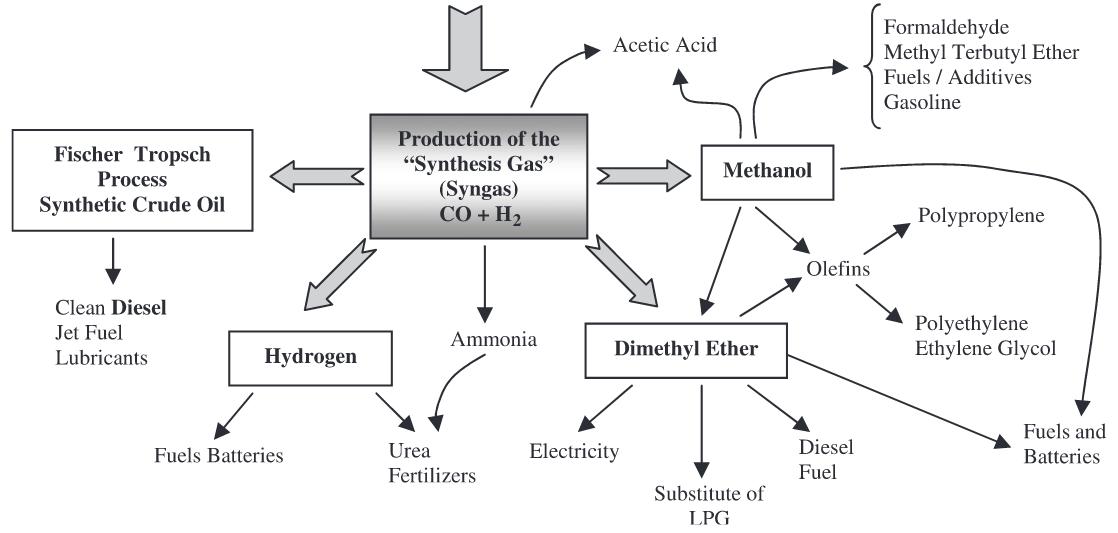 Acetic Acid
Formaldehyde
Methyl Terbutyl Ether
Fuels / Additives
Gasoline
Fischer Tropsch
Process
Synthetic Crude Oil
Production of the
“Synthesis Gas”
(Syngas)
CO + H2
Methanol
Polypropylene
Olefins
Clean Diesel
Jet Fuel
Lubricants
Hydrogen
Ammonia
Dimethyl Ether
Polyethylene
Ethylene Glycol
Fuels Batteries
Urea
Fertilizers
Electricity
Substitute of
LPG
Diesel
Fuel
Fuels and
Batteries